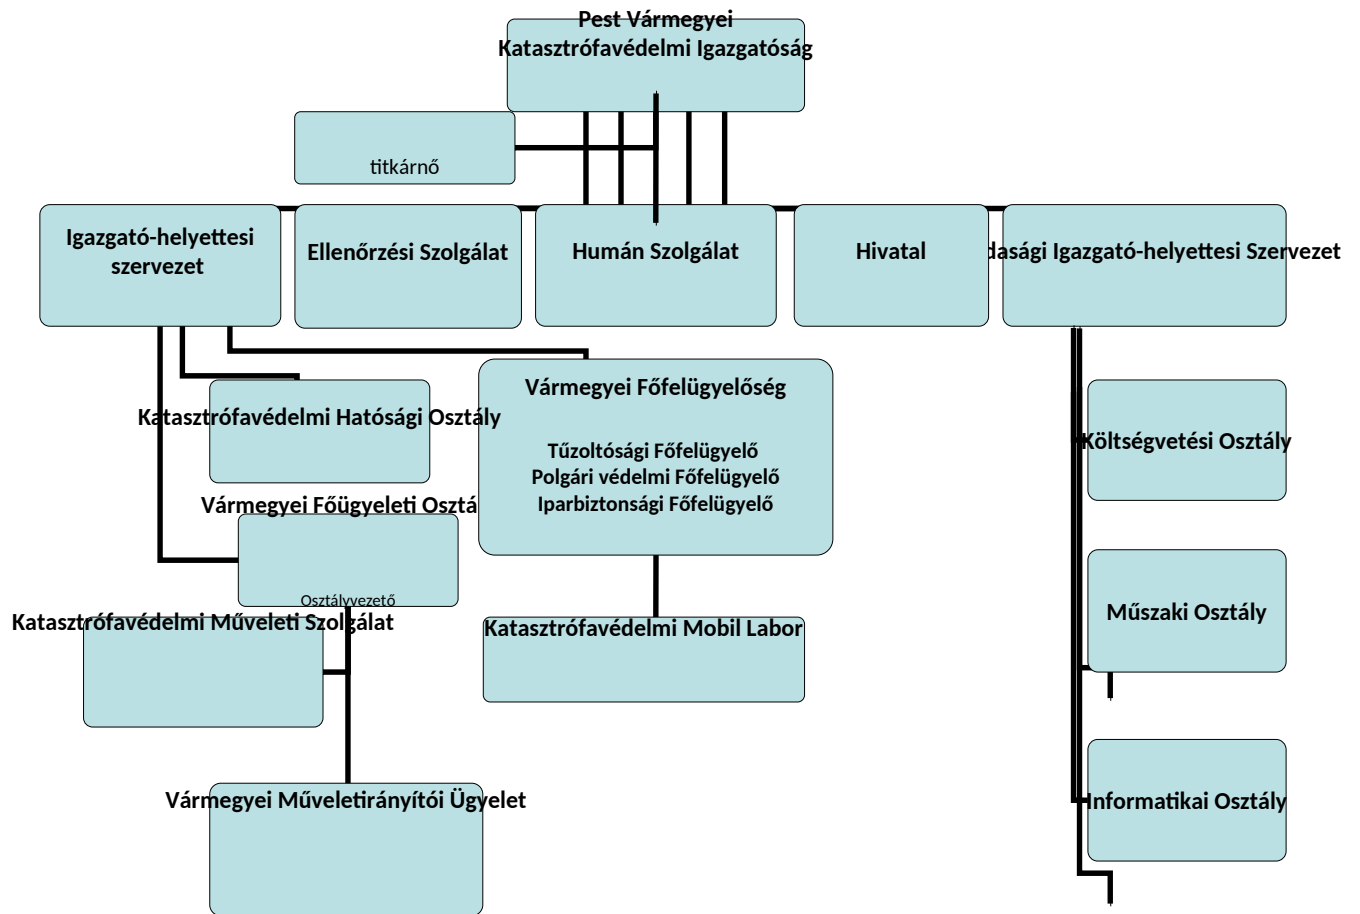 Pest Vármegyei
Katasztrófavédelmi Igazgatóság
titkárnő
Igazgató-helyettesi
szervezet
Ellenőrzési Szolgálat
Humán Szolgálat
Hivatal
dasági Igazgató-helyettesi Szervezet
Vármegyei Főfelügyelőség
Tűzoltósági Főfelügyelő
Polgári védelmi Főfelügyelő
Iparbiztonsági Főfelügyelő
Katasztrófavédelmi Hatósági Osztály
Költségvetési Osztály
Vármegyei Főügyeleti Osztá
Osztályvezető
Katasztrófavédelmi Műveleti Szolgálat
Katasztrófavédelmi Mobil Labor
Műszaki Osztály
Vármegyei Műveletirányítói Ügyelet
Informatikai Osztály